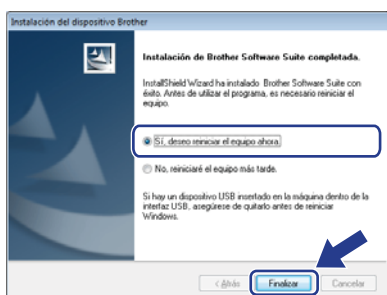 Instalación del dispositivo Brother
Instalación de Brother Software Suite completada.
InstallShield Wizard ha instalado Brother Software Suite con
éxito. Antes de utilizar el programa, es necesario reiniciar el
equipo.
Sí, deseo reiniciar el equipo ahora.
No, reiniciaré el equipo más tarde.
Si hay un dispositivo USB insertado en la máquina dentro de la
interfaz USB, asegúrese de quitarlo antes de reiniciar
Windows.
< Atrás Finalizar Cancelar